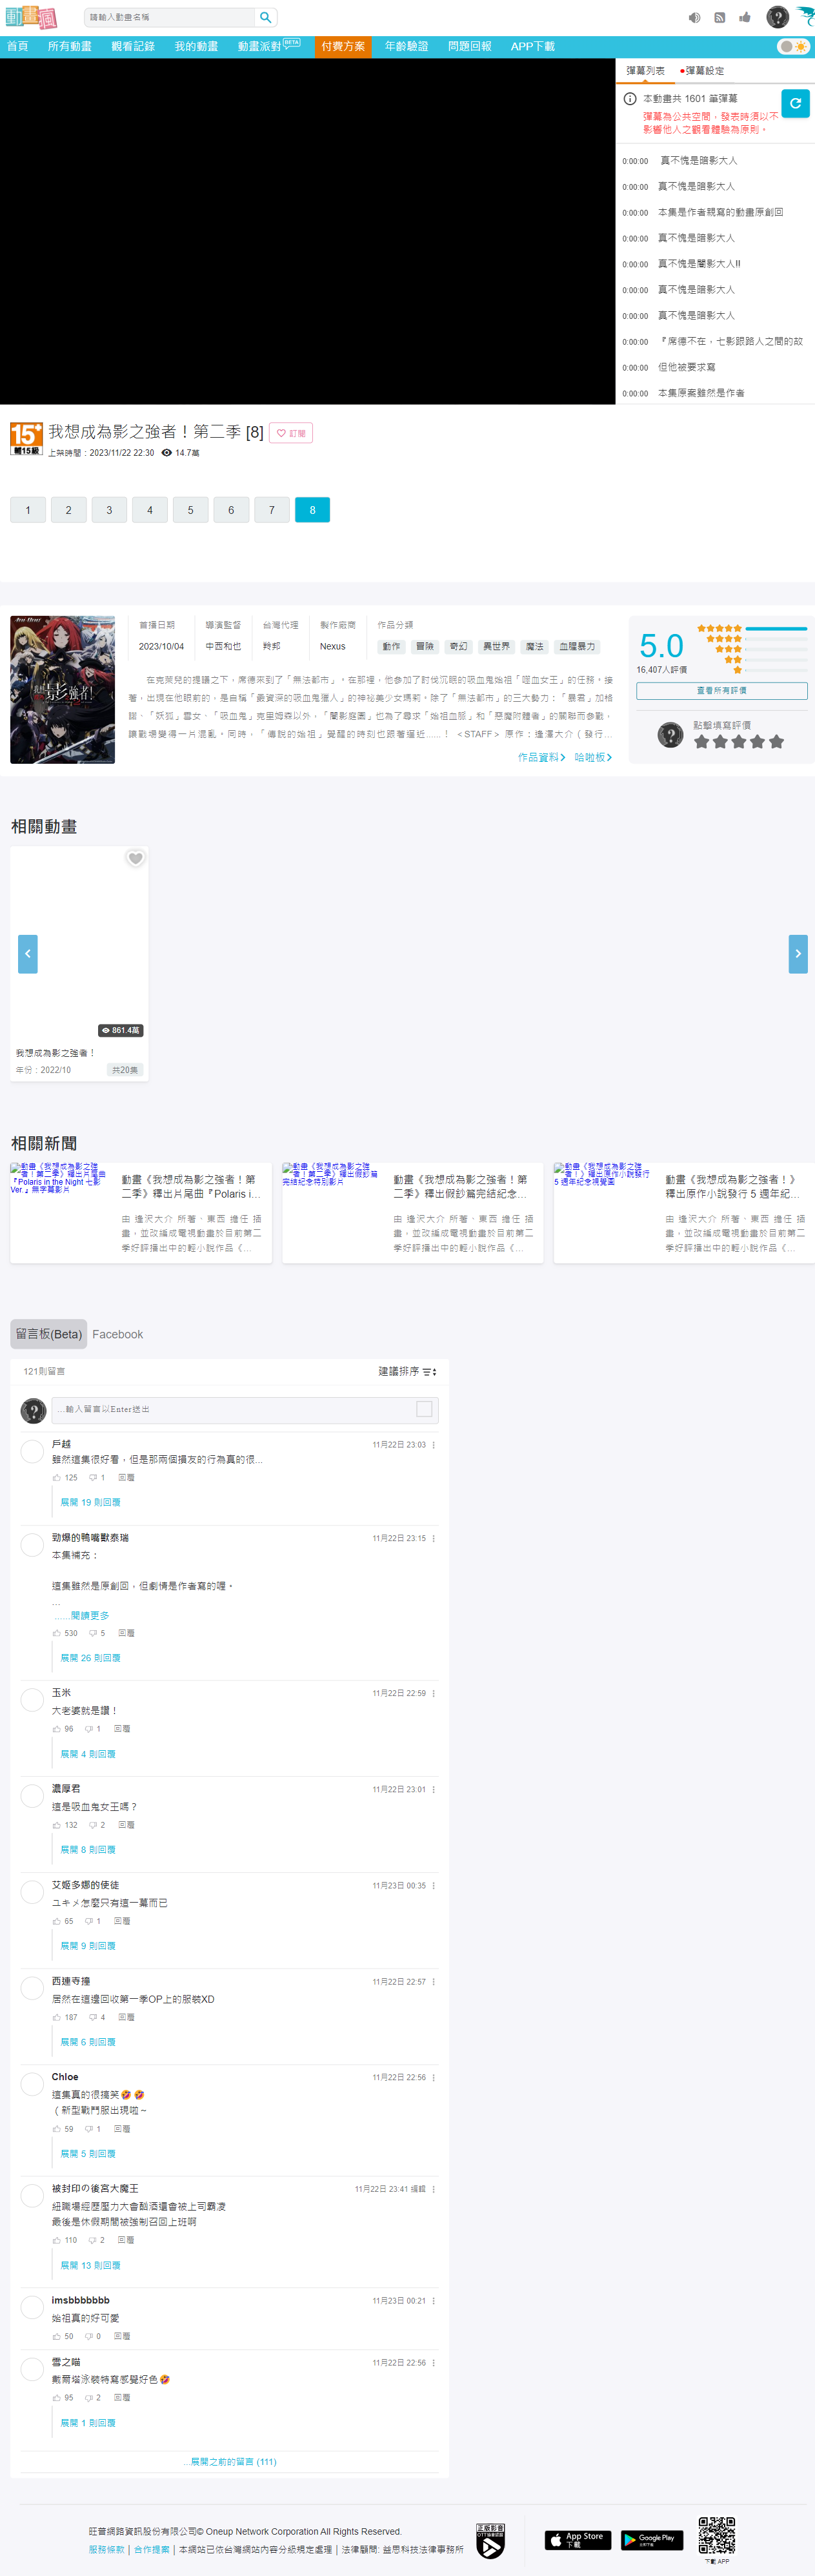 動畫瘋
請輸入動畫名稱
首頁 所有動畫 觀看記錄 我的動畫 動畫派對 BETA 付費方案 年齡驗證 問題回報 APP下載
彈幕列表 彈幕設定
本動畫共 1601 筆彈幕
彈幕為公共空間，發表時須以不
影響他人之觀看體驗為原則。
0:00:00 真不愧是暗影大人
0:00:00 真不愧是暗影大人
0:00:00 本集是作者親寫的動畫原創回
0:00:00 真不愧是暗影大人
0:00:00 真不愧是闇影大人!!
0:00:00 真不愧是暗影大人
0:00:00 真不愧是暗影大人
0:00:00 『席德不在，七影跟路人之間的故
0:00:00 但他被要求寫
0:00:00 本集原案雖然是作者
15+
輔15級
我想成為影之強者！第二季 [8]
訂閱
上架時間：2023/11/22 22:30 14.7萬
1 2 3 4 5 6 7 8
首播日期 導演監督 台灣代理 製作廠商 作品分類
2023/10/04 中西和也 羚邦 Nexus 動作 冒險 奇幻 異世界 魔法 血腥暴力
在克萊兒的提議之下，席德來到了「無法都市」。在那裡，他參加了討伐沉眠的吸血鬼始祖「噬血女王」的任務。接
著，出現在他眼前的，是自稱「最資深的吸血鬼獵人」的神祕美少女瑪莉。除了「無法都市」的三大勢力：「暴君」加格
諾、「妖狐」雪女、「吸血鬼」克里姆森以外，「闇影庭園」也為了尋求「始祖血脈」和「惡魔附體者」的關聯而參戰，
讓戰場變得一片混亂。同時，「傳說的始祖」覺醒的時刻也跟著逼近......！ ＜STAFF＞ 原作：逢澤大介（發行...
作品資料 哈啦板
5.0
16,407人評價
查看所有評價
點擊填寫評價
相關動畫
861.4萬
我想成為影之強者！
年份：2022/10 共20集
相關新聞
動畫《我想成為影之強
者！第二季》釋出片尾曲
『Polaris in the Night 七影
Ver.』無字幕影片
動畫《我想成為影之強者！第
二季》釋出片尾曲『Polaris i...
由 逢沢大介 所著、東西 擔任 插
畫，並改編成電視動畫於目前第二
季好評播出中的輕小說作品《...
動畫《我想成為影之強
者！第二季》釋出假鈔篇
完結紀念特別影片
動畫《我想成為影之強者！第
二季》釋出假鈔篇完結紀念...
由 逢沢大介 所著、東西 擔任 插
畫，並改編成電視動畫於目前第二
季好評播出中的輕小說作品《...
動畫《我想成為影之強
者！》釋出原作小說發行
5 週年紀念視覺圖
動畫《我想成為影之強者！》
釋出原作小說發行 5 週年紀...
由 逢沢大介 所著、東西 擔任 插
畫，並改編成電視動畫於目前第二
季好評播出中的輕小說作品《...
留言板(Beta) Facebook
121則留言 建議排序
...輸入留言以Enter送出
戶越 11月22日 23:03
雖然這集很好看，但是那兩個損友的行為真的很...
125 1 回覆
展開 19 則回覆
勁爆的鴨嘴獸泰瑞 11月22日 23:15
本集補充：
這集雖然是原創回，但劇情是作者寫的喔。
...
......閱讀更多
530 5 回覆
展開 26 則回覆
玉米 11月22日 22:59
大老婆就是讚！
96 1 回覆
展開 4 則回覆
濃厚君 11月22日 23:01
這是吸血鬼女王嗎？
132 2 回覆
展開 8 則回覆
艾姬多娜的使徒 11月23日 00:35
ユキメ怎麼只有這一幕而已
65 1 回覆
展開 9 則回覆
西連寺撞 11月22日 22:57
居然在這邊回收第一季OP上的服裝XD
187 4 回覆
展開 6 則回覆
Chloe 11月22日 22:56
這集真的很搞笑🤣 🤣
（新型戰鬥服出現啦～
59 1 回覆
展開 5 則回覆
被封印の後宮大魔王 11月22日 23:41 編輯
紐職場經歷壓力大會酗酒還會被上司霸凌
最後是休假期間被強制召回上班啊
110 2 回覆
展開 13 則回覆
imsbbbbbbb 11月23日 00:21
始祖真的好可愛
50 0 回覆
雪之喵 11月22日 22:56
戴爾塔泳裝特寫感覺好色🤣
95 2 回覆
展開 1 則回覆
...展開之前的留言 (111)
旺普網路資訊股份有限公司© Oneup Network Corporation All Rights Reserved.
服務條款 | 合作提案 | 本網站已依台灣網站內容分級規定處理 | 法律顧問: 益思科技法律事務所
正版影音
App Store
下載
Google Play
下載 APP